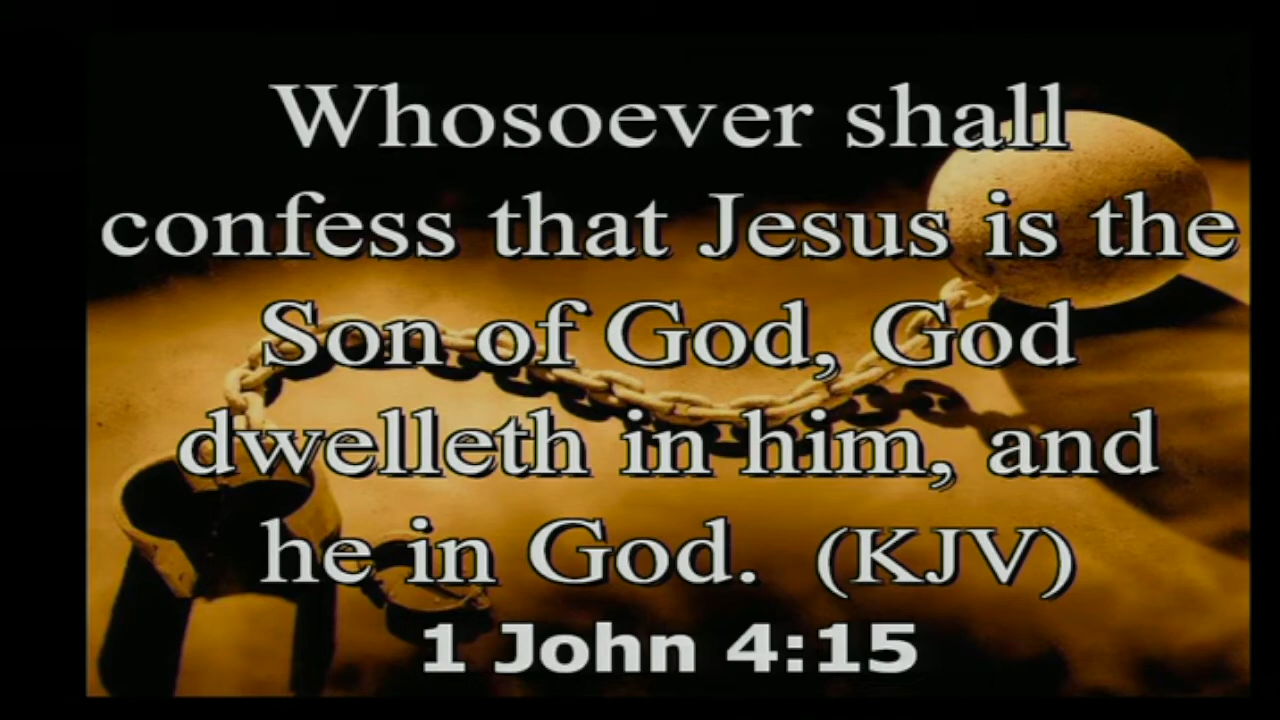 Whosoever shall
confess that Jesus is the
Son of God, God
dwelleth in him, and
he in God. (KJV)
1 John 4:15